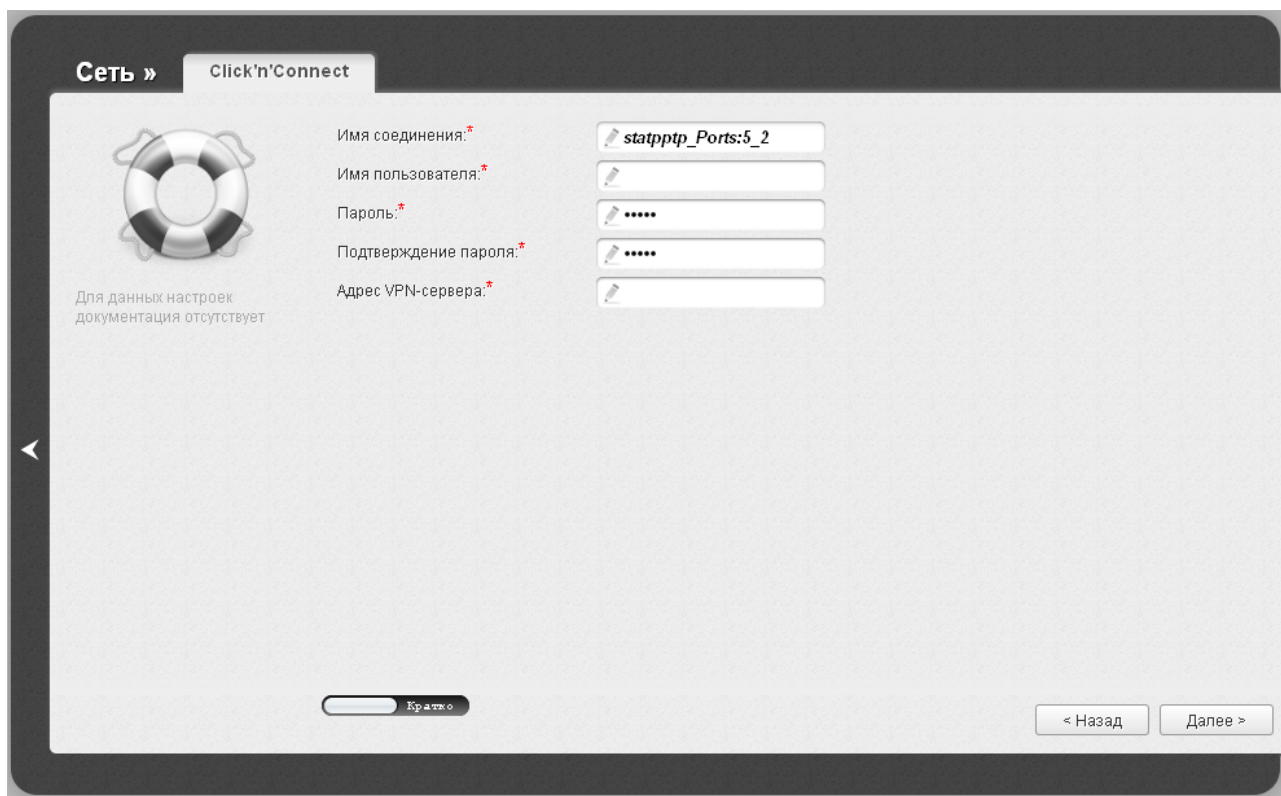 Сеть »
Click'n'Connect
Имя соединения:*
statpptp_Ports:5_2
Имя пользователя:*
Пароль:*
•••••
Подтверждение пароля:*
•••••
Адрес VPN-сервера:*
Для данных настроек
документация отсутствует
Кратко
< Назад
Далее >